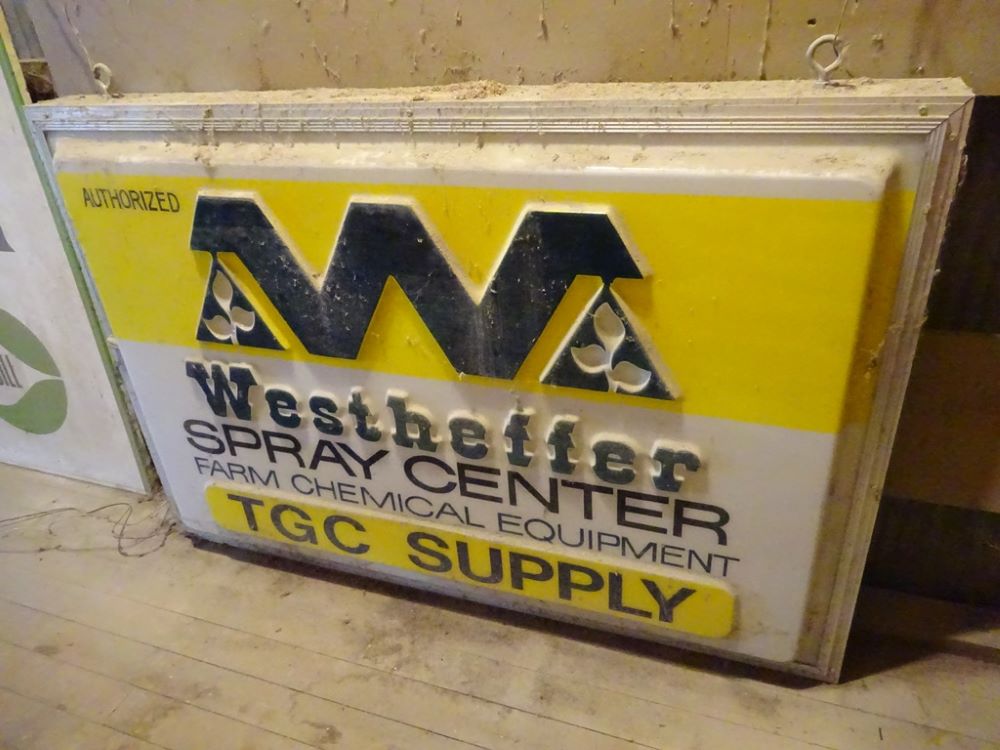 AUTHORIZED
Westheffer
SPRAY CENTER
FARM CHEMICAL EQUIPMENT
TGC SUPPLY